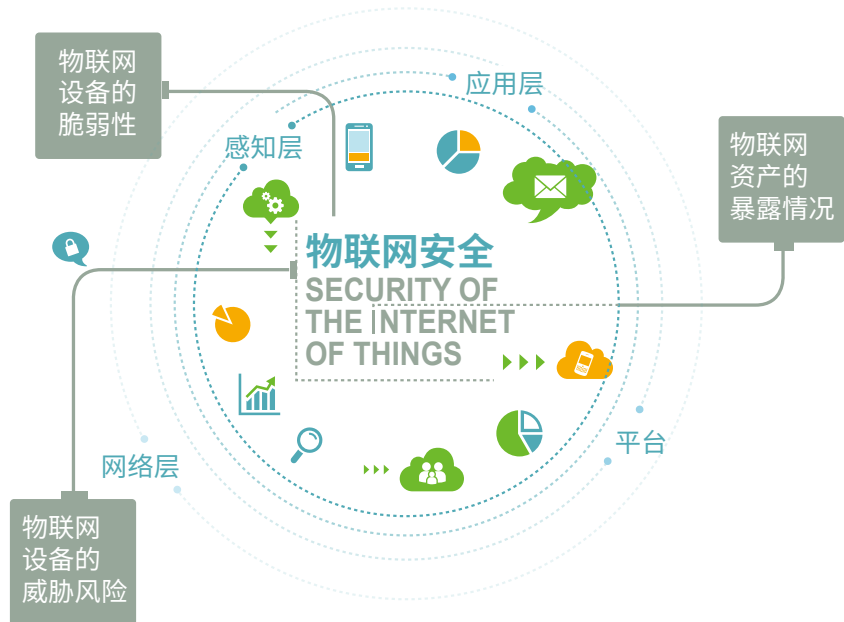 物联网
设备的
脆弱性
应用层
感知层
物联网
资产的
暴露情况
物联网安全
SECURITY OF
THE INTERNET
OF THINGS
平台
网络层
物联网
设备的
威胁风险